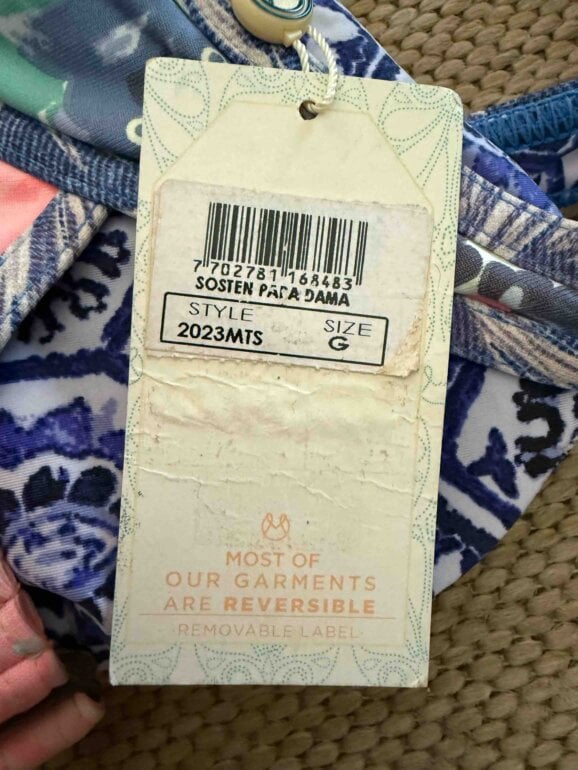 7 702781 168483
SOSTEN PARA DAMA
STYLE
2023MTS
SIZE
G
MOST OF
OUR GARMENTS
ARE REVERSIBLE
REMOVABLE LABEL